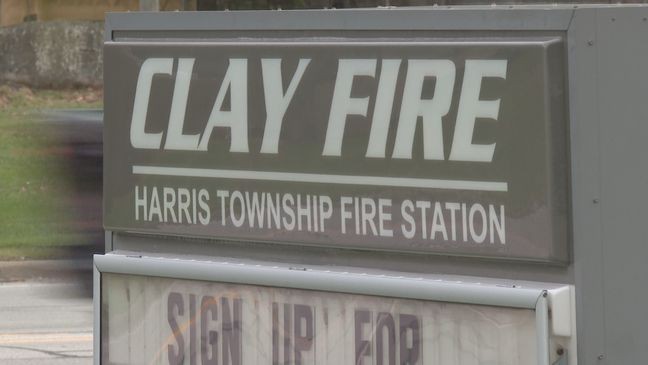 CLAY FIRE
HARRIS TOWNSHIP FIRE STATION
SIGN UP FOR